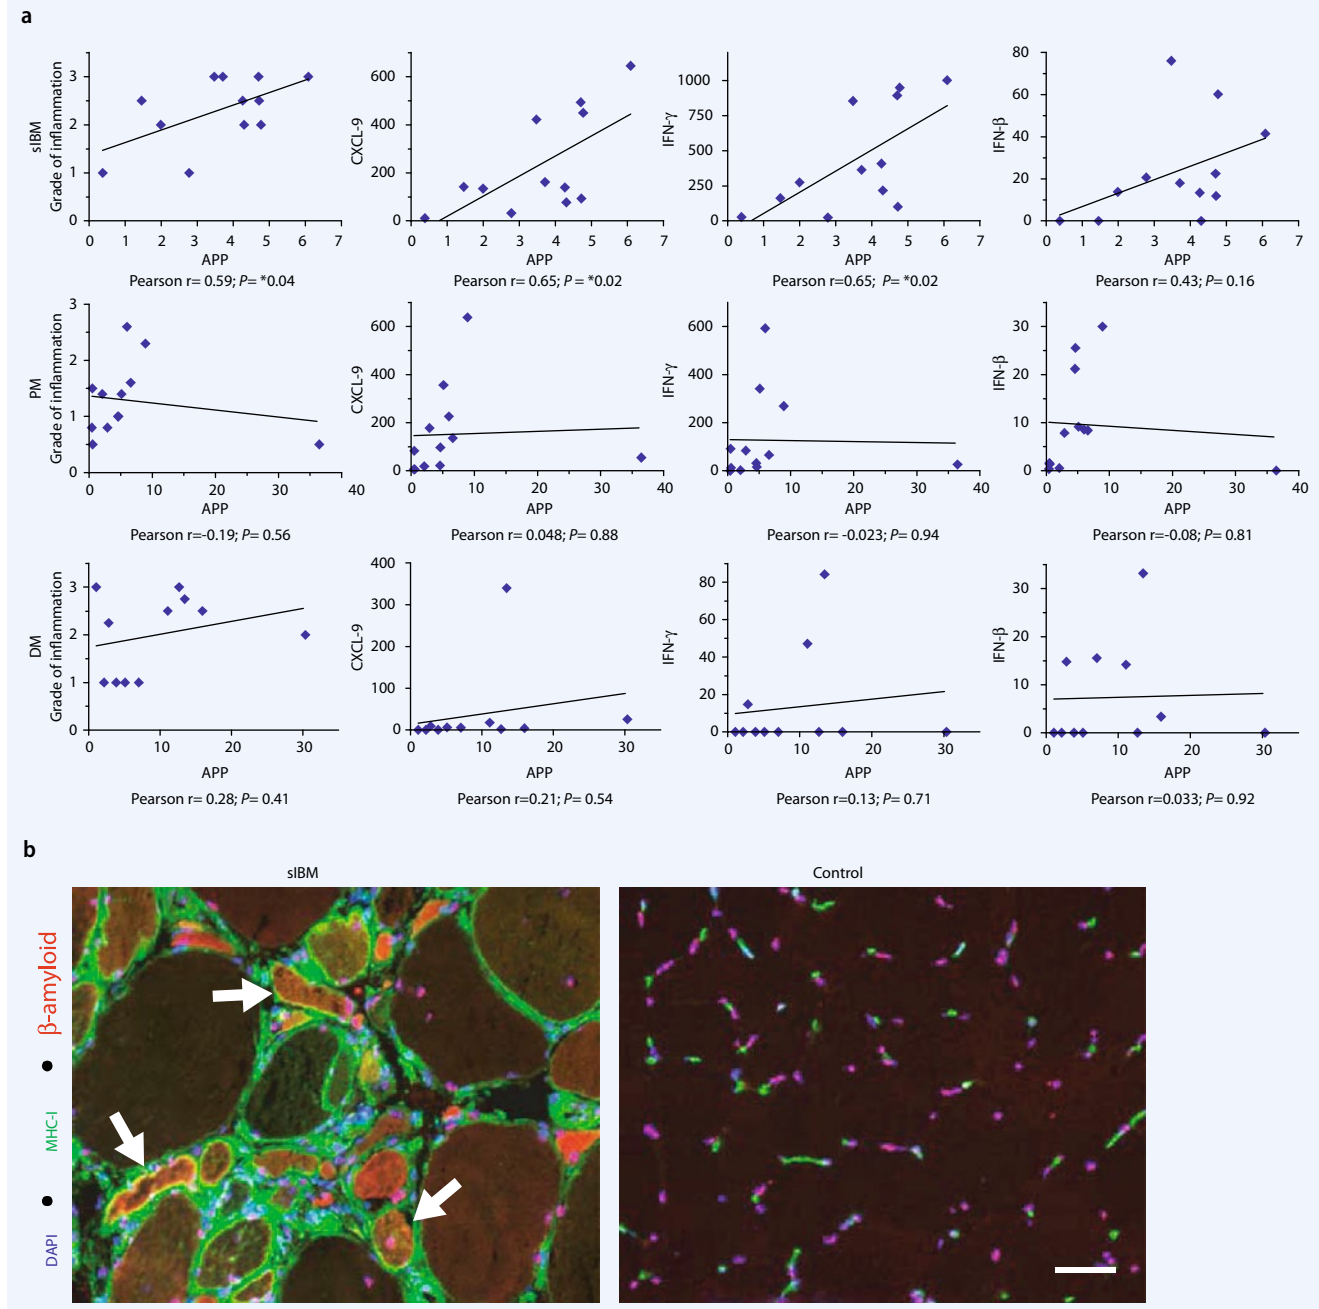 a
sIBM
Grade of inflammation
3
2
1
0
0 1 2 3 4 5 6 7
APP
Pearson r= 0.59; P= *0.04
CXCL-9
600
400
200
0
0 1 2 3 4 5 6 7
APP
Pearson r= 0.65; P = *0.02
IFN-γ
1000
750
500
250
0
0 1 2 3 4 5 6 7
APP
Pearson r=0.65; P= *0.02
IFN-β
80
60
40
20
0
0 1 2 3 4 5 6 7
APP
Pearson r= 0.43; P= 0.16
PM
Grade of inflammation
3
2
1
0
0 10 20 30 40
APP
Pearson r=-0.19; P= 0.56
CXCL-9
600
400
200
0
0 10 20 30 40
APP
Pearson r= 0.048; P= 0.88
IFN-γ
600
400
200
0
0 10 20 30 40
APP
Pearson r= -0.023; P= 0.94
IFN-β
30
20
10
0
0 10 20 30 40
APP
Pearson r=-0.08; P= 0.81
DM
Grade of inflammation
3
2
1
0
0 10 20 30
APP
Pearson r= 0.28; P= 0.41
CXCL-9
400
300
200
100
0
0 10 20 30
APP
Pearson r=0.21; P= 0.54
IFN-γ
80
60
40
20
0
0 10 20 30
APP
Pearson r=0.13; P= 0.71
IFN-β
30
20
10
0
0 10 20 30
APP
Pearson r=0.033; P= 0.92
b
sIBM
Control
DAPI • MHC-I • β-amyloid